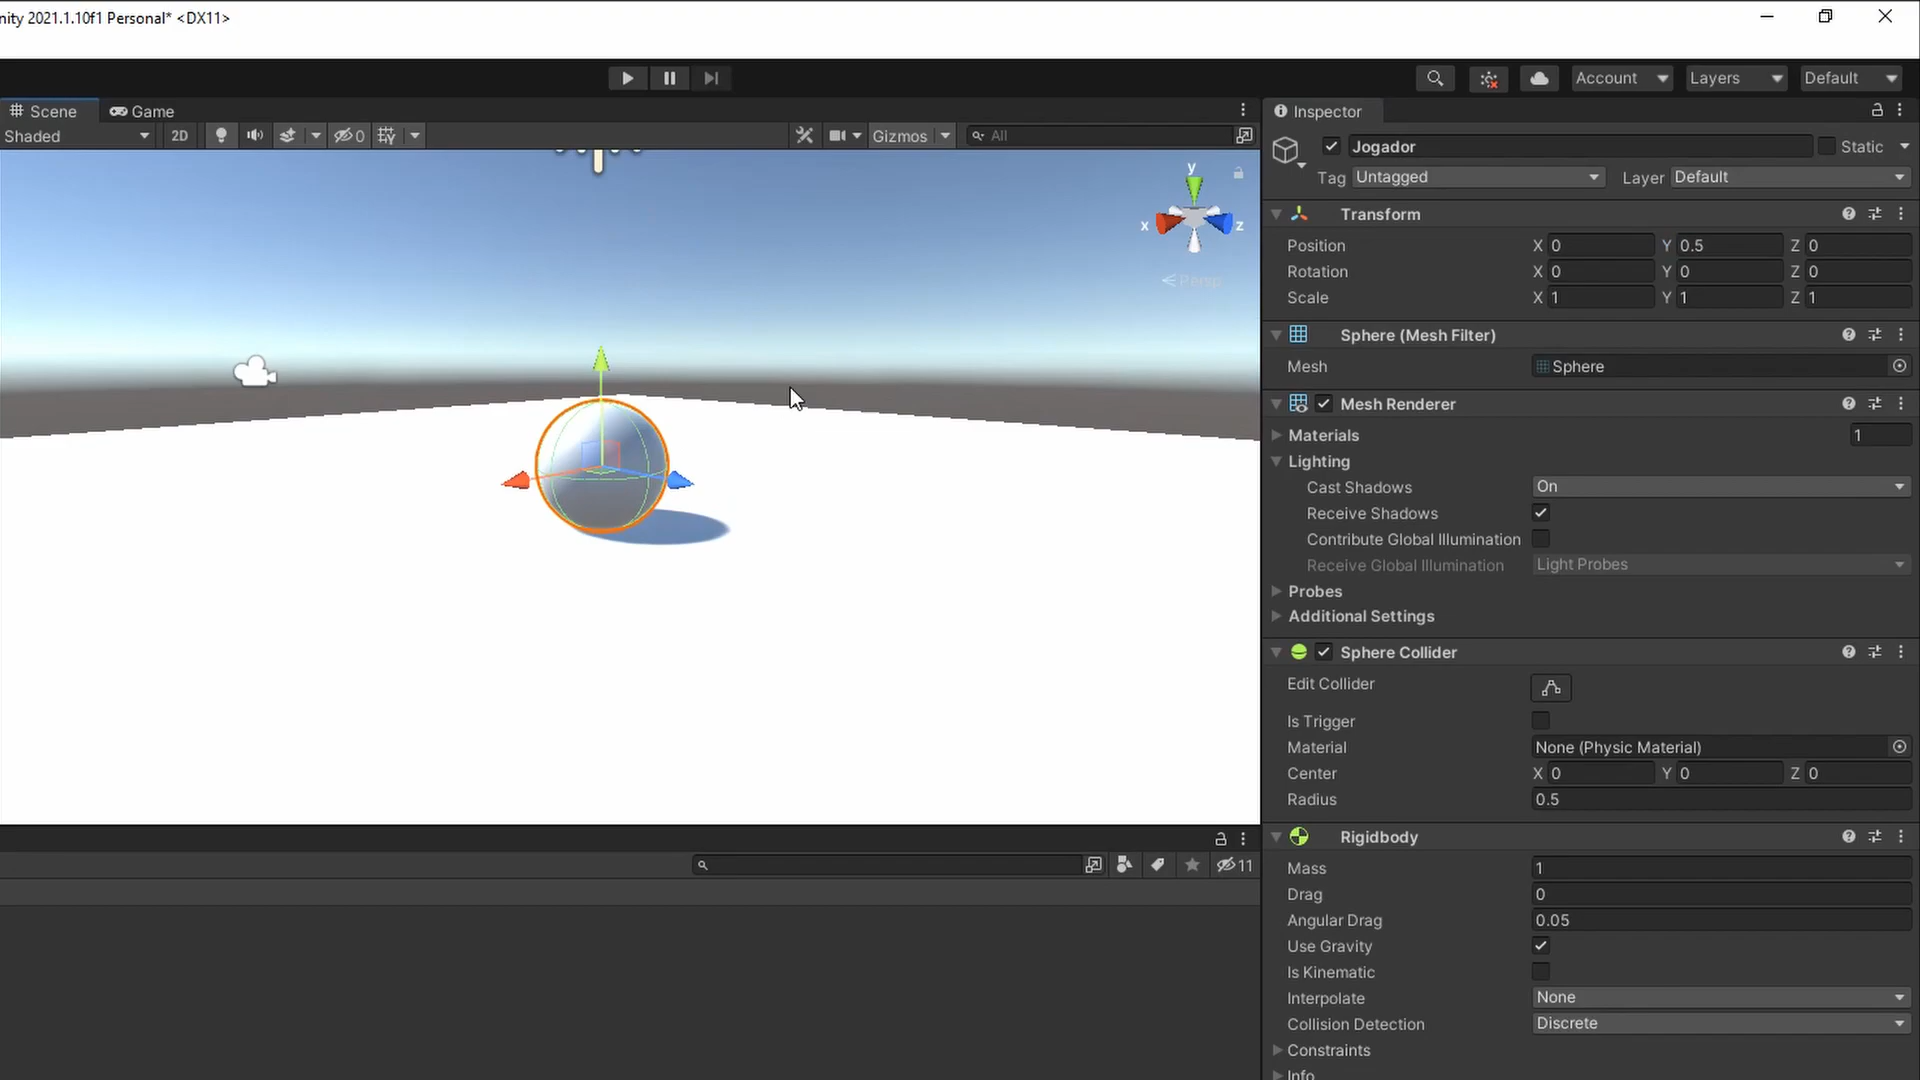 nity 2021.1.10f1 Personal* <DX11>
Account
Layers
Default
Scene
Game
Inspector
Shaded
2D
0
Gizmos
All
Jogador
Static
Tag Untagged
Layer Default
y
x
z
Persp
Transform
Position X 0 Y 0.5 Z 0
Rotation X 0 Y 0 Z 0
Scale X 1 Y 1 Z 1
Sphere (Mesh Filter)
Mesh Sphere
Mesh Renderer
Materials 1
Lighting
Cast Shadows On
Receive Shadows
Contribute Global Illumination
Receive Global Illumination Light Probes
Probes
Additional Settings
Sphere Collider
Edit Collider
Is Trigger
Material None (Physic Material)
Center X 0 Y 0 Z 0
Radius 0.5
11
Rigidbody
Mass 1
Drag 0
Angular Drag 0.05
Use Gravity
Is Kinematic
Interpolate None
Collision Detection Discrete
Constraints
Info